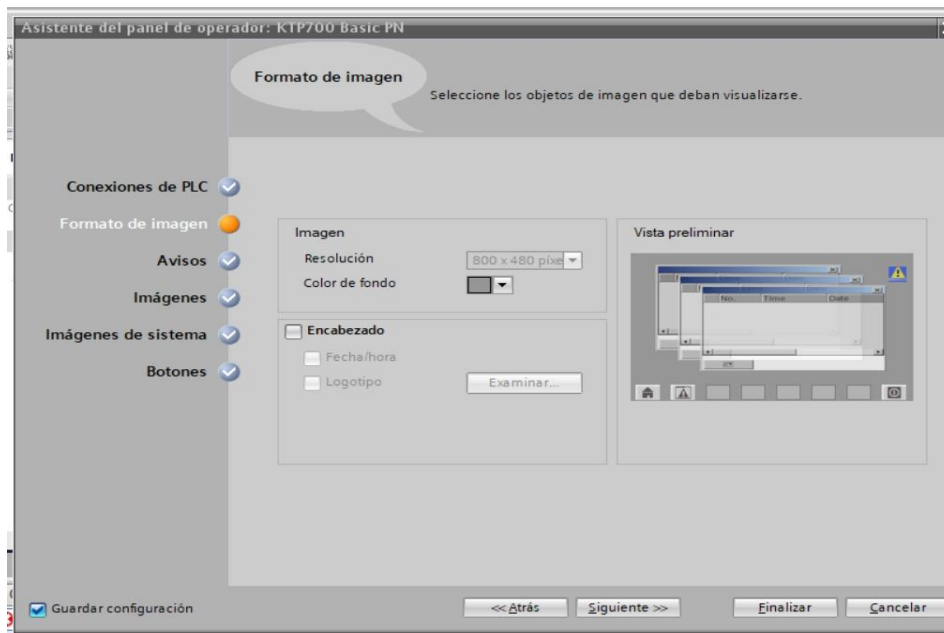 Asistente del panel de operador: KTP700 Basic PN
Formato de imagen
Seleccione los objetos de imagen que deban visualizarse.
Conexiones de PLC
Formato de imagen
Avisos
Imágenes
Imágenes de sistema
Botones
Imagen
Resolución
800 x 480 píxe
Color de fondo
Encabezado
Fecha/hora
Logotipo
Examinar...
Vista preliminar
No. Time Date
Guardar configuración
<< Atrás
Siguiente >>
Finalizar
Cancelar